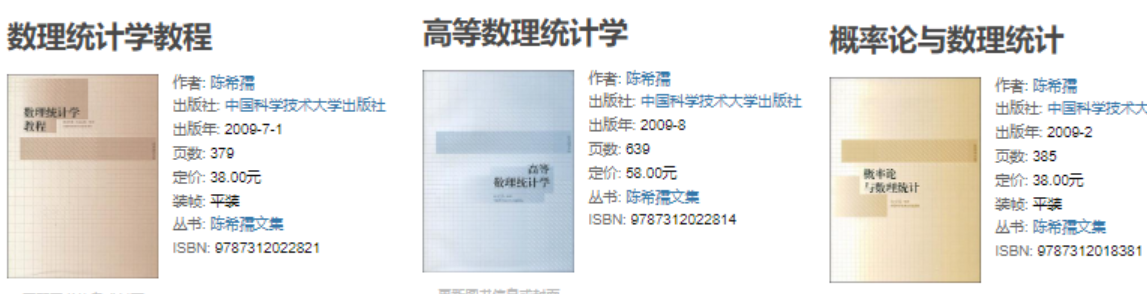 数理统计学教程
数理统计学
教程
作者: 陈希孺
出版社: 中国科学技术大学出版社
出版年: 2009-7-1
页数: 379
定价: 38.00元
装帧: 平装
丛书: 陈希孺文集
ISBN: 9787312022821
高等数理统计学
高等
数理统计学
作者: 陈希孺
出版社: 中国科学技术大学出版社
出版年: 2009-8
页数: 639
定价: 58.00元
丛书: 陈希孺文集
ISBN: 9787312022814
概率论与数理统计
概率论
与数理统计
作者: 陈希孺
出版社: 中国科学技术大
出版年: 2009-2
页数: 385
定价: 38.00元
装帧: 平装
丛书: 陈希孺文集
ISBN: 9787312018381